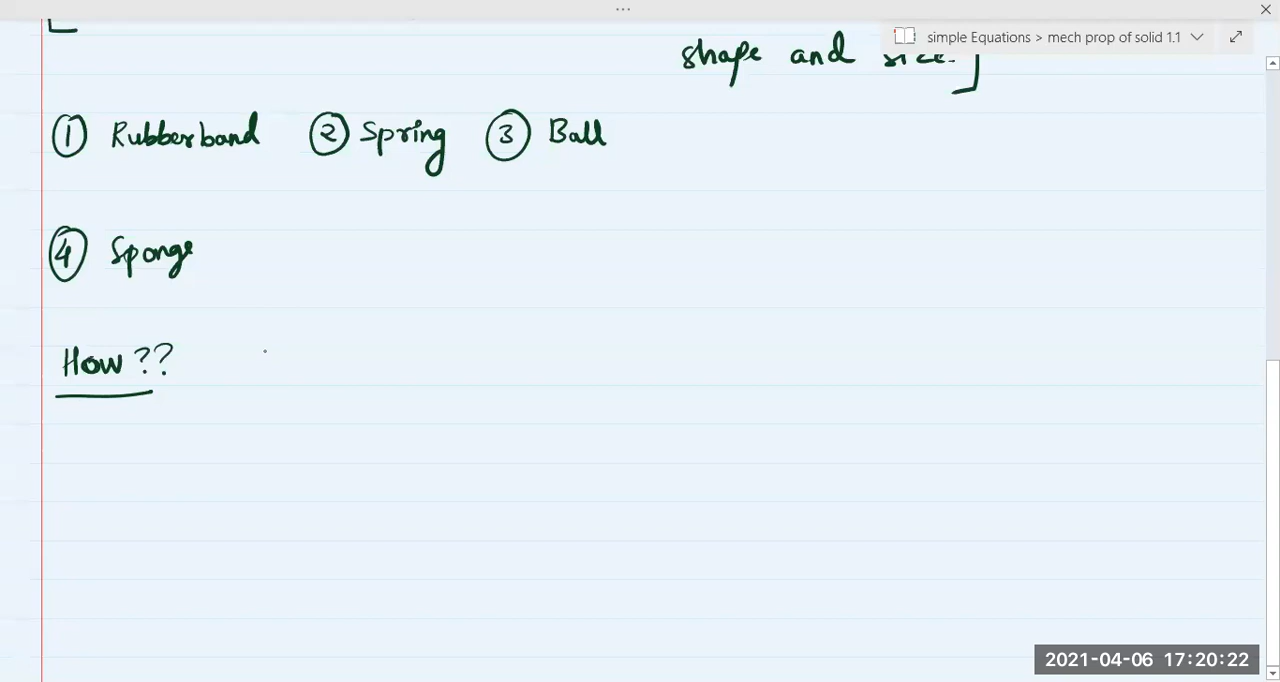 simple Equations > mech prop of solid 1.1
shape and size.]
① Rubberband ② Spring ③ Ball
④ Sponge
How ??
2021-04-06 17:20:22